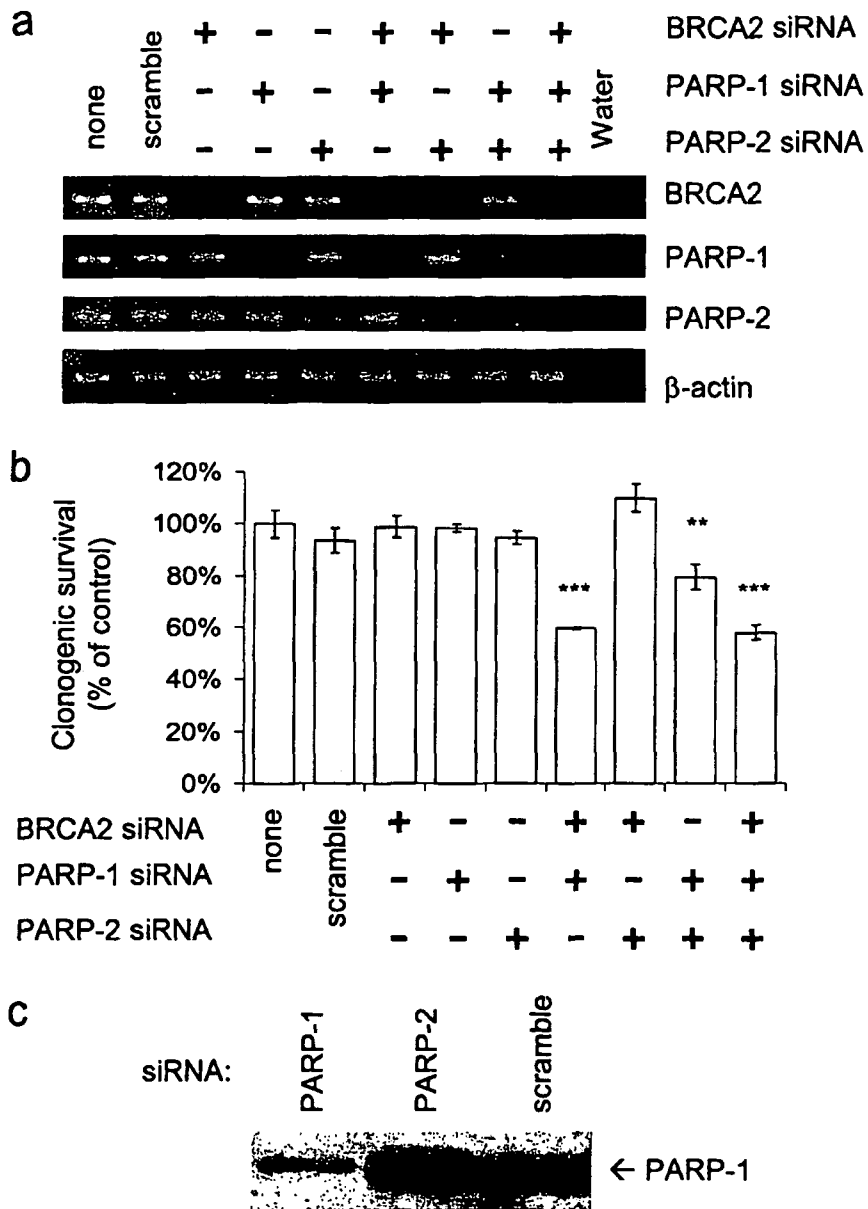 a
+ − − + + − + BRCA2 siRNA
none scramble − + − + − + + Water PARP-1 siRNA
− − + − + + + PARP-2 siRNA
BRCA2
PARP-1
PARP-2
β-actin
b
Clonogenic survival
(% of control)
120%
100%
80%
60%
40%
20%
0%
***
**
***
BRCA2 siRNA none scramble + − − + + − +
PARP-1 siRNA − + − + − + +
PARP-2 siRNA − − + − + + +
c
siRNA: PARP-1 PARP-2 scramble
← PARP-1